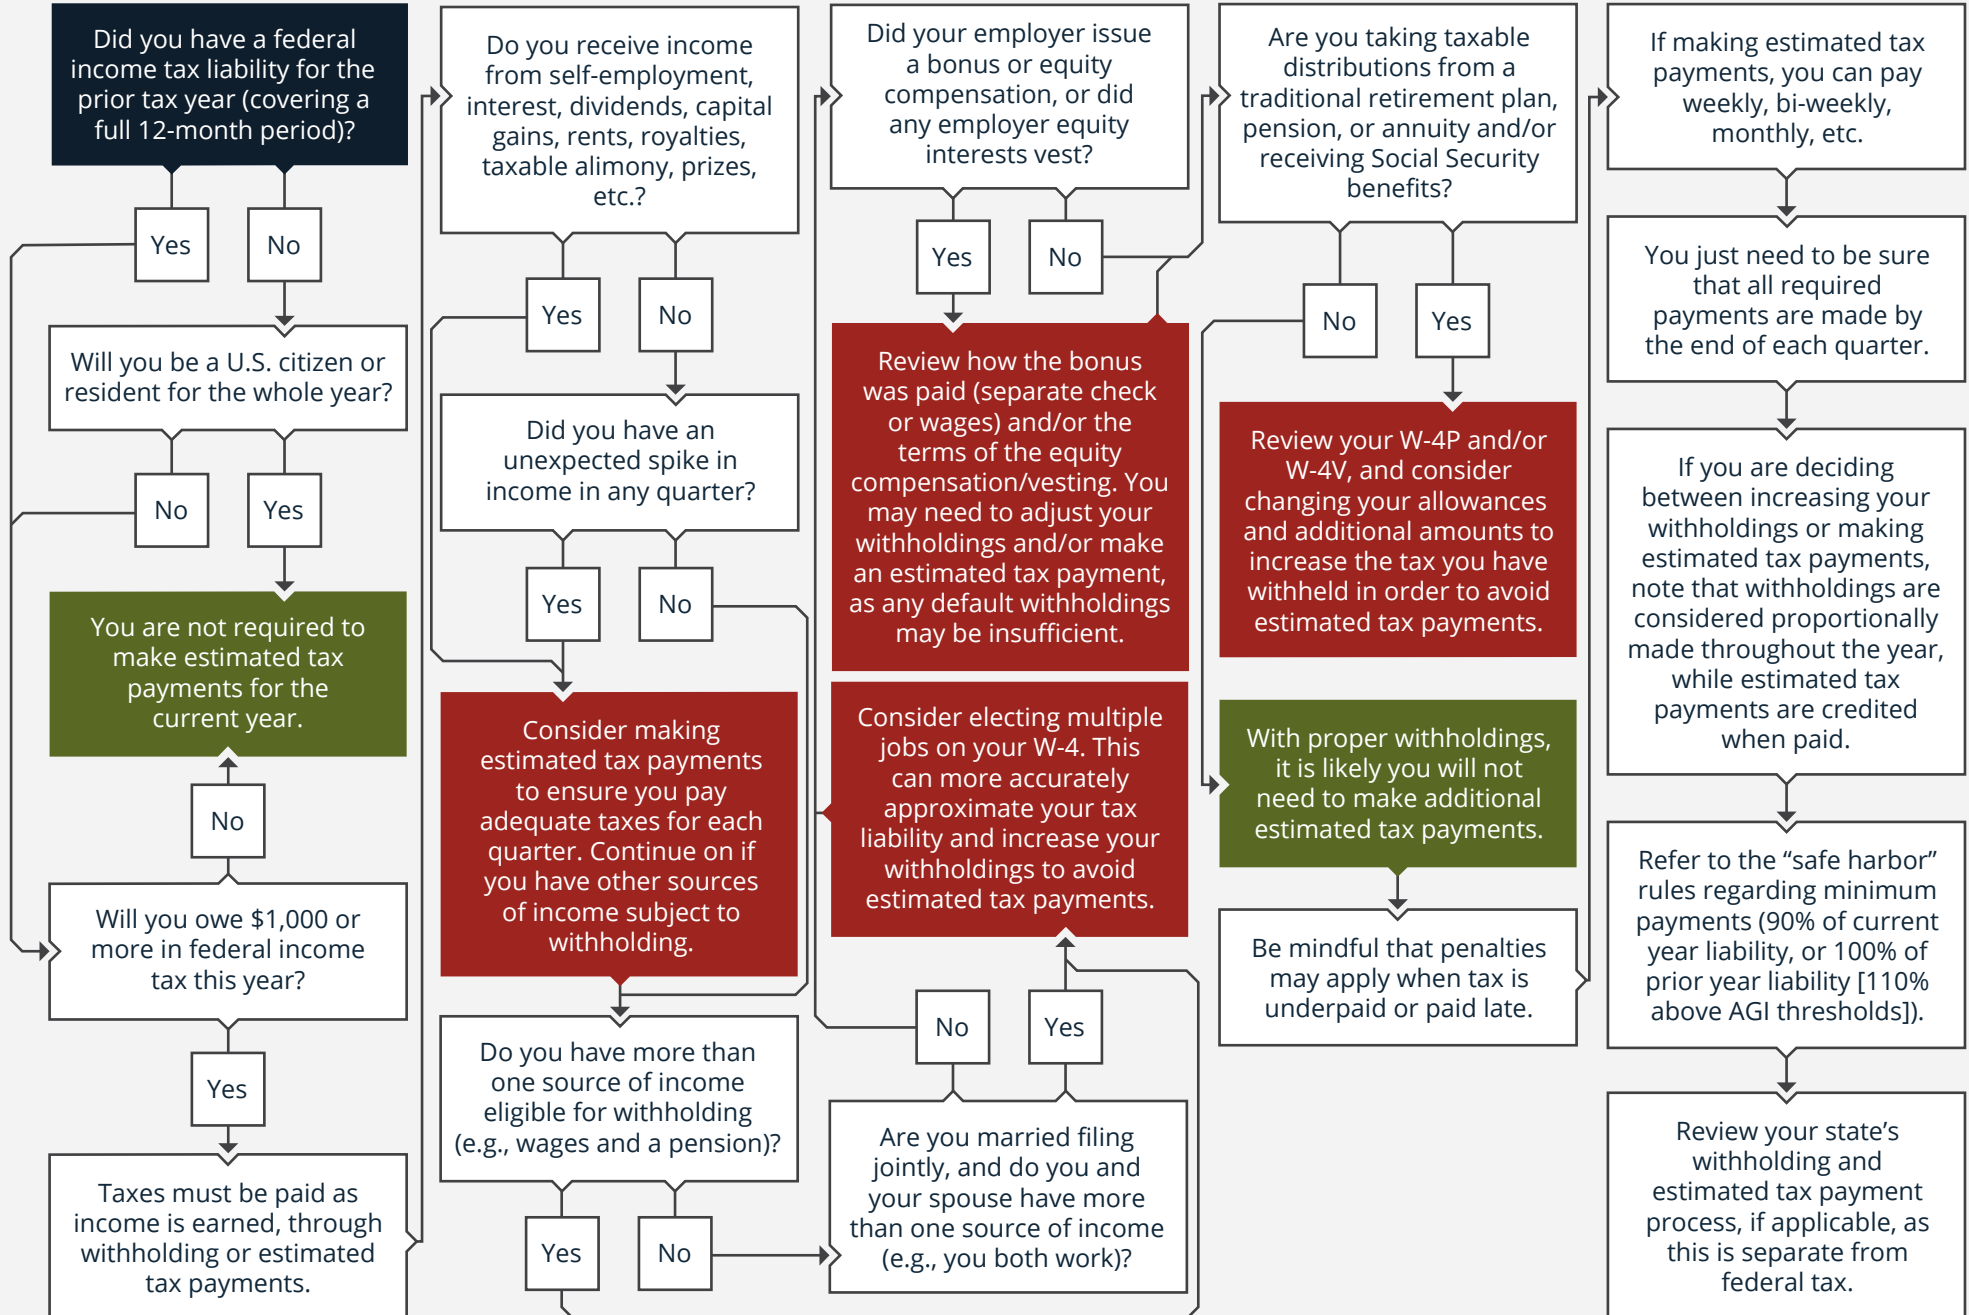 Did you have a federal
income tax liability for the
prior tax year (covering a
full 12-month period)?
Yes
No
Will you be a U.S. citizen or
resident for the whole year?
No
Yes
You are not required to
make estimated tax
payments for the
current year.
No
Will you owe $1,000 or
more in federal income
tax this year?
Yes
Taxes must be paid as
income is earned, through
withholding or estimated
tax payments.
Do you receive income
from self-employment,
interest, dividends, capital
gains, rents, royalties,
taxable alimony, prizes,
etc.?
Yes
No
Did you have an
unexpected spike in
income in any quarter?
Yes
No
Consider making
estimated tax payments
to ensure you pay
adequate taxes for each
quarter. Continue on if
you have other sources
of income subject to
withholding.
Do you have more than
one source of income
eligible for withholding
(e.g., wages and a pension)?
Yes
No
Did your employer issue
a bonus or equity
compensation, or did
any employer equity
interests vest?
Yes
No
Review how the bonus
was paid (separate check
or wages) and/or the
terms of the equity
compensation/vesting. You
may need to adjust your
withholdings and/or make
an estimated tax payment,
as any default withholdings
may be insufficient.
Consider electing multiple
jobs on your W-4. This
can more accurately
approximate your tax
liability and increase your
withholdings to avoid
estimated tax payments.
No
Yes
Are you married filing
jointly, and do you and
your spouse have more
than one source of income
(e.g., you both work)?
Are you taking taxable
distributions from a
traditional retirement plan,
pension, or annuity and/or
receiving Social Security
benefits?
No
Yes
Review your W-4P and/or
W-4V, and consider
changing your allowances
and additional amounts to
increase the tax you have
withheld in order to avoid
estimated tax payments.
With proper withholdings,
it is likely you will not
need to make additional
estimated tax payments.
Be mindful that penalties
may apply when tax is
underpaid or paid late.
If making estimated tax
payments, you can pay
weekly, bi-weekly,
monthly, etc.
You just need to be sure
that all required
payments are made by
the end of each quarter.
If you are deciding
between increasing your
withholdings or making
estimated tax payments,
note that withholdings are
considered proportionally
made throughout the year,
while estimated tax
payments are credited
when paid.
Refer to the “safe harbor”
rules regarding minimum
payments (90% of current
year liability, or 100% of
prior year liability [110%
above AGI thresholds]).
Review your state’s
withholding and
estimated tax payment
process, if applicable, as
this is separate from
federal tax.